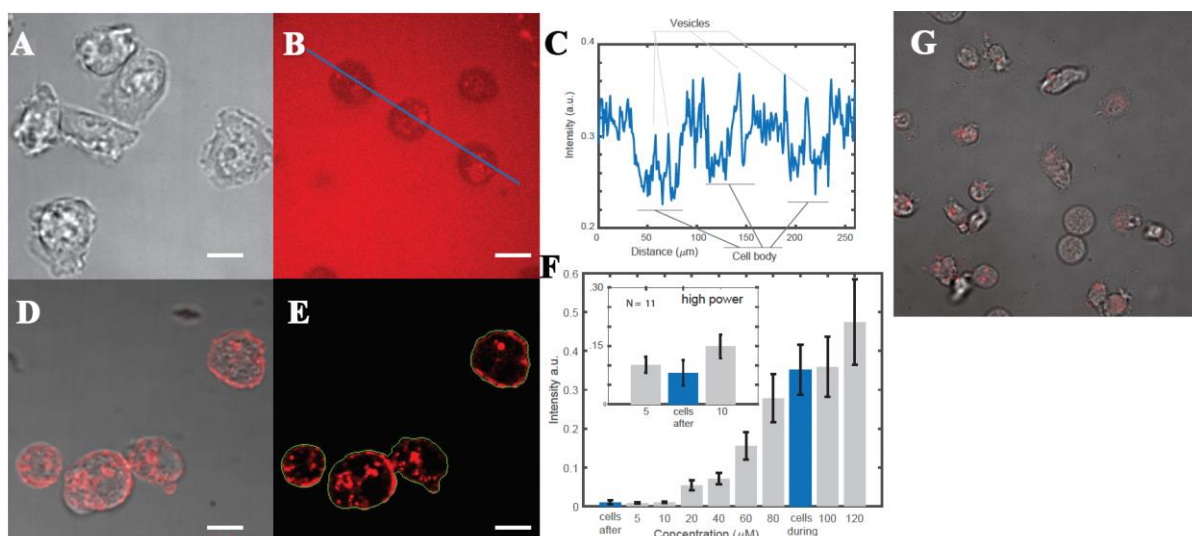 A
B
Vesicles
C
0.4
0.3
0.2
Intensity (a.u.)
0
50
100
150
200
250
Distance (μm)
Cell body
G
D
E
F
0.6
0.5
0.4
0.3
0.2
0.1
0
Intensity a.u.
.30
.15
0
N = 11
high power
5
cells
after
10
cells
after
5
10
20
40
60
80
cells
during
100
120
Concentration (μM)